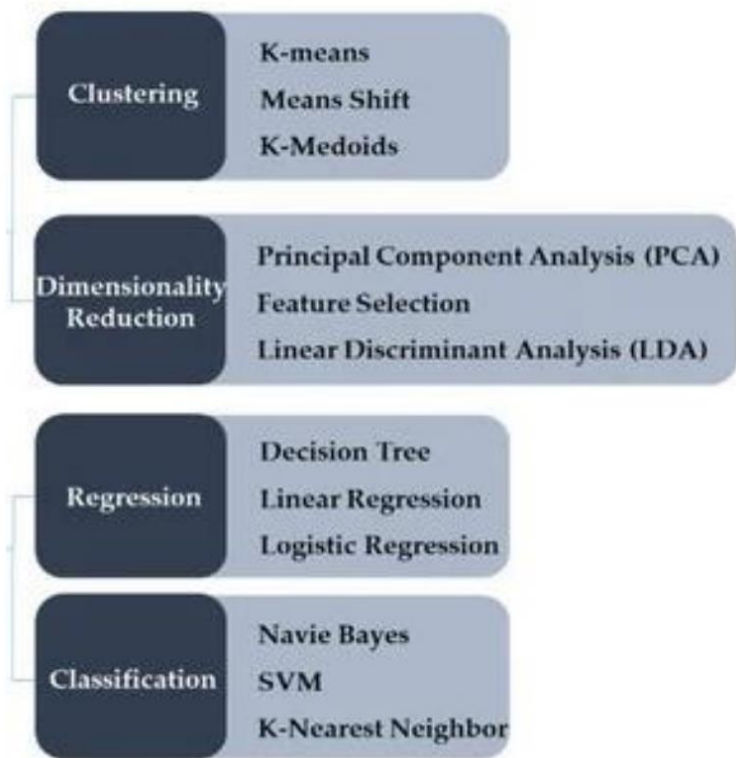 Clustering
K-means
Means Shift
K-Medoids
Dimensionality
Reduction
Principal Component Analysis (PCA)
Feature Selection
Linear Discriminant Analysis (LDA)
Regression
Decision Tree
Linear Regression
Logistic Regression
Classification
Navie Bayes
SVM
K-Nearest Neighbor